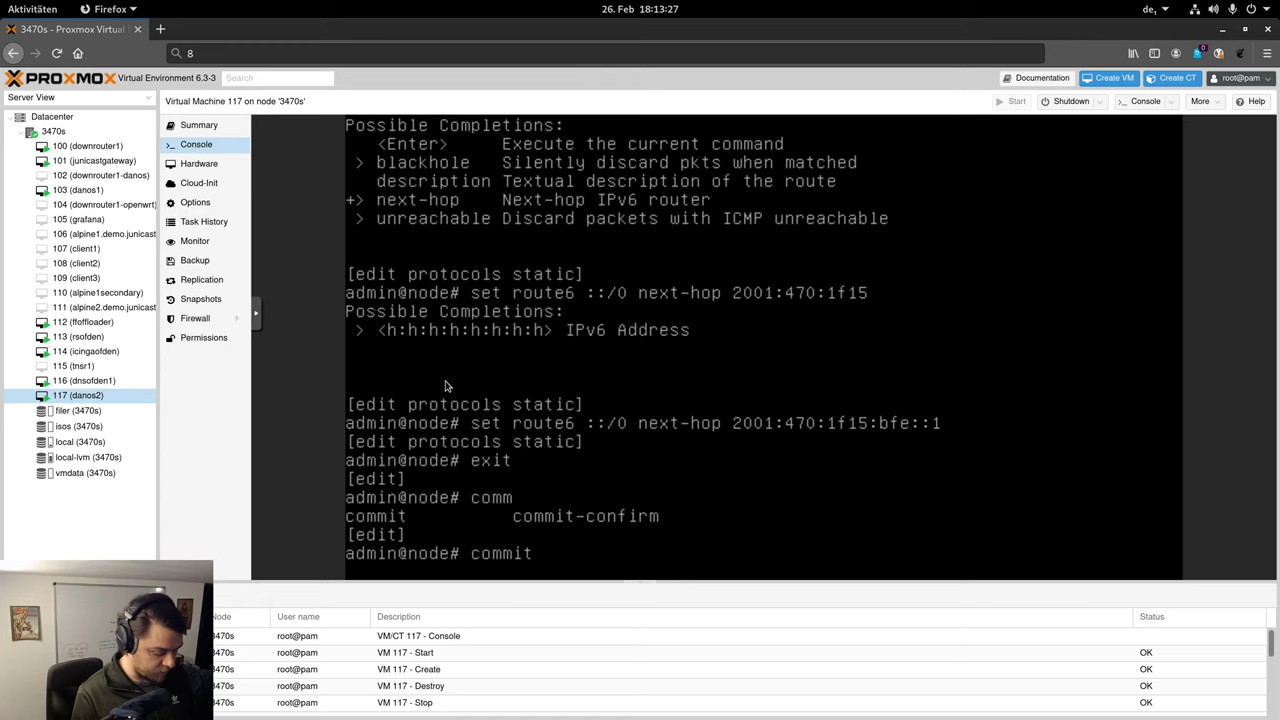 Aktivitäten Firefox 26. Feb 18:13:27 de₁
3470s - Proxmox Virtual
8
PROXMOX Virtual Environment 6.3-3 Search Documentation Create VM Create CT root@pam
Server View
Virtual Machine 117 on node '3470s' Start Shutdown Console More Help
Datacenter
3470s
100 (downrouter1)
101 (junicastgateway)
102 (downrouter1-danos)
103 (danos1)
104 (downrouter1-openwrt)
105 (grafana)
106 (alpine1.demo.junicast
107 (client1)
108 (client2)
109 (client3)
110 (alpine1secondary)
111 (alpine2.demo.junicast
112 (ffoffloader)
113 (rsofden)
114 (icingaofden)
115 (tnsr1)
116 (dnsofden1)
117 (danos2)
filer (3470s)
isos (3470s)
local (3470s)
local-lvm (3470s)
vmdata (3470s)
Summary
Console
Hardware
Cloud-Init
Options
Task History
Monitor
Backup
Replication
Snapshots
Firewall
Permissions
Possible Completions:
<Enter> Execute the current command
> blackhole Silently discard pkts when matched
description Textual description of the route
+> next-hop Next-hop IPv6 router
> unreachable Discard packets with ICMP unreachable
[edit protocols static]
admin@node# set route6 ::/0 next-hop 2001:470:1f15
Possible Completions:
> <h:h:h:h:h:h:h:h> IPv6 Address
[edit protocols static]
admin@node# set route6 ::/0 next-hop 2001:470:1f15:bfe::1
[edit protocols static]
admin@node# exit
[edit]
admin@node# comm
commit commit-confirm
[edit]
admin@node# commit
Node User name Description Status
3470s root@pam VM/CT 117 - Console
3470s root@pam VM 117 - Start OK
3470s root@pam VM 117 - Create OK
3470s root@pam VM 117 - Destroy OK
3470s root@pam VM 117 - Stop OK